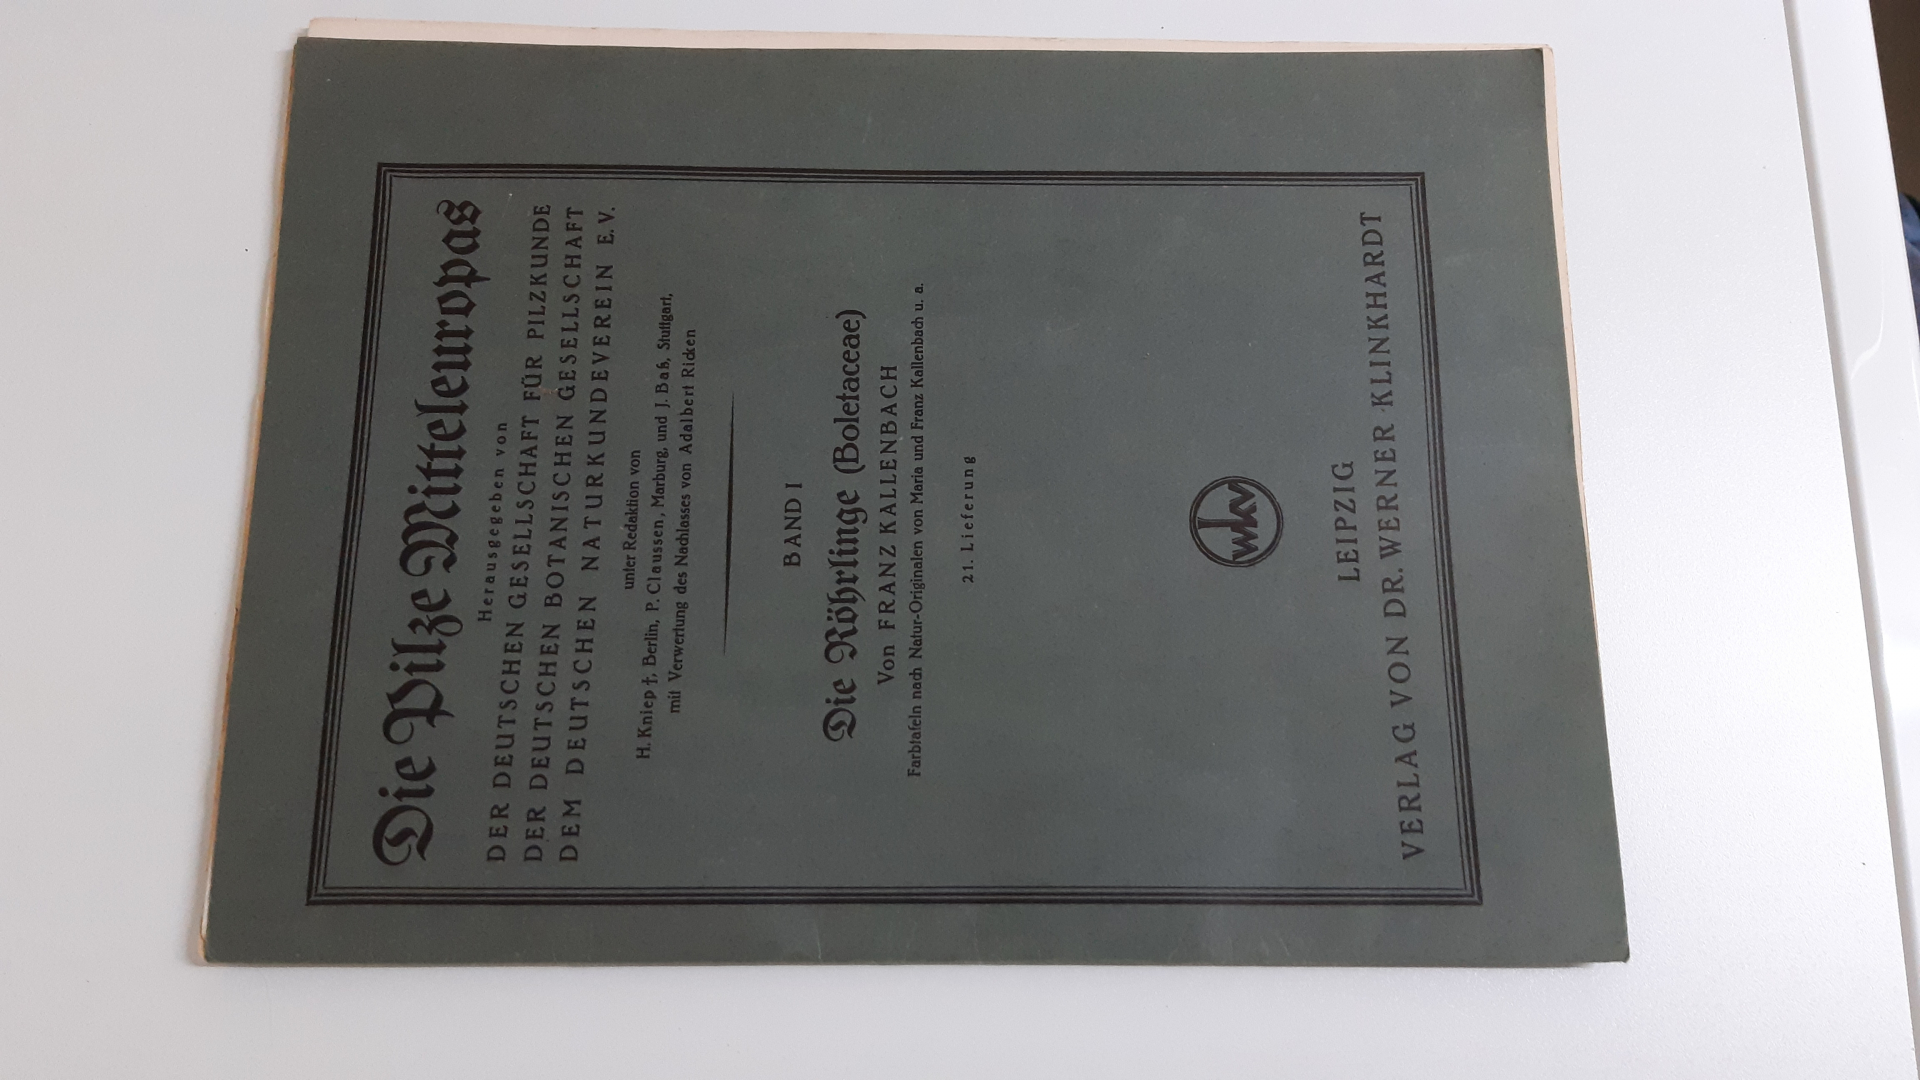 Die Pilze Mitteleuropas
Herausgegeben von
DER DEUTSCHEN GESELLSCHAFT FÜR PILZKUNDE
DER DEUTSCHEN BOTANISCHEN GESELLSCHAFT
DEM DEUTSCHEN NATURKUNDEVEREIN E.V.
unter Redaktion von
H. Kniep †, Berlin, P. Claussen, Marburg, und J. Baß, Stuttgart,
mit Verwertung des Nachlasses von Adalbert Ricken
BAND I
Die Röhrlinge (Boletaceae)
Von FRANZ KALLENBACH
Farbtafeln nach Natur-Originalen von Maria und Franz Kallenbach u. a.
21. Lieferung
wkv
LEIPZIG
VERLAG VON DR. WERNER KLINKHARDT